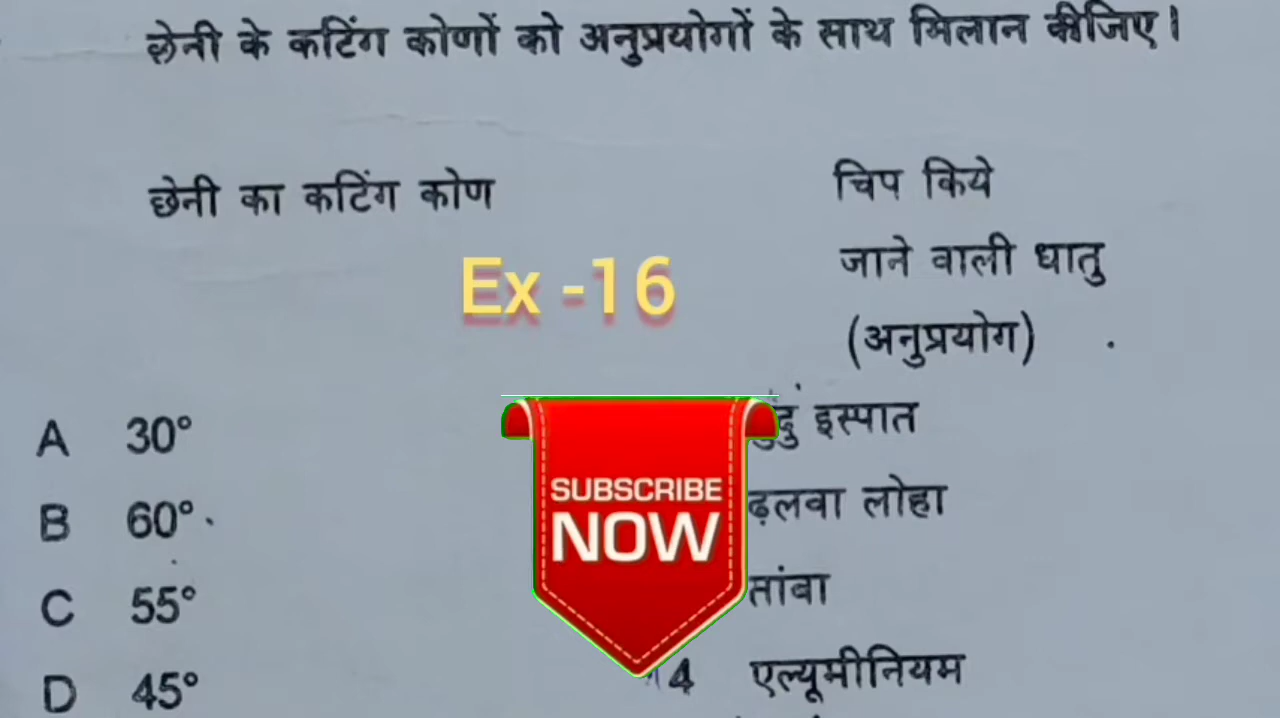 छेनी के कटिंग कोणों को अनुप्रयोगों के साथ मिलान कीजिए।
छेनी का कटिंग कोण
चिप किये
जाने वाली धातु
(अनुप्रयोग)
Ex -16
A 30° इस्पात
B 60° ढ़लवा लोहा
C 55° तांबा
D 45° 4 एल्यूमीनियम
SUBSCRIBE
NOW